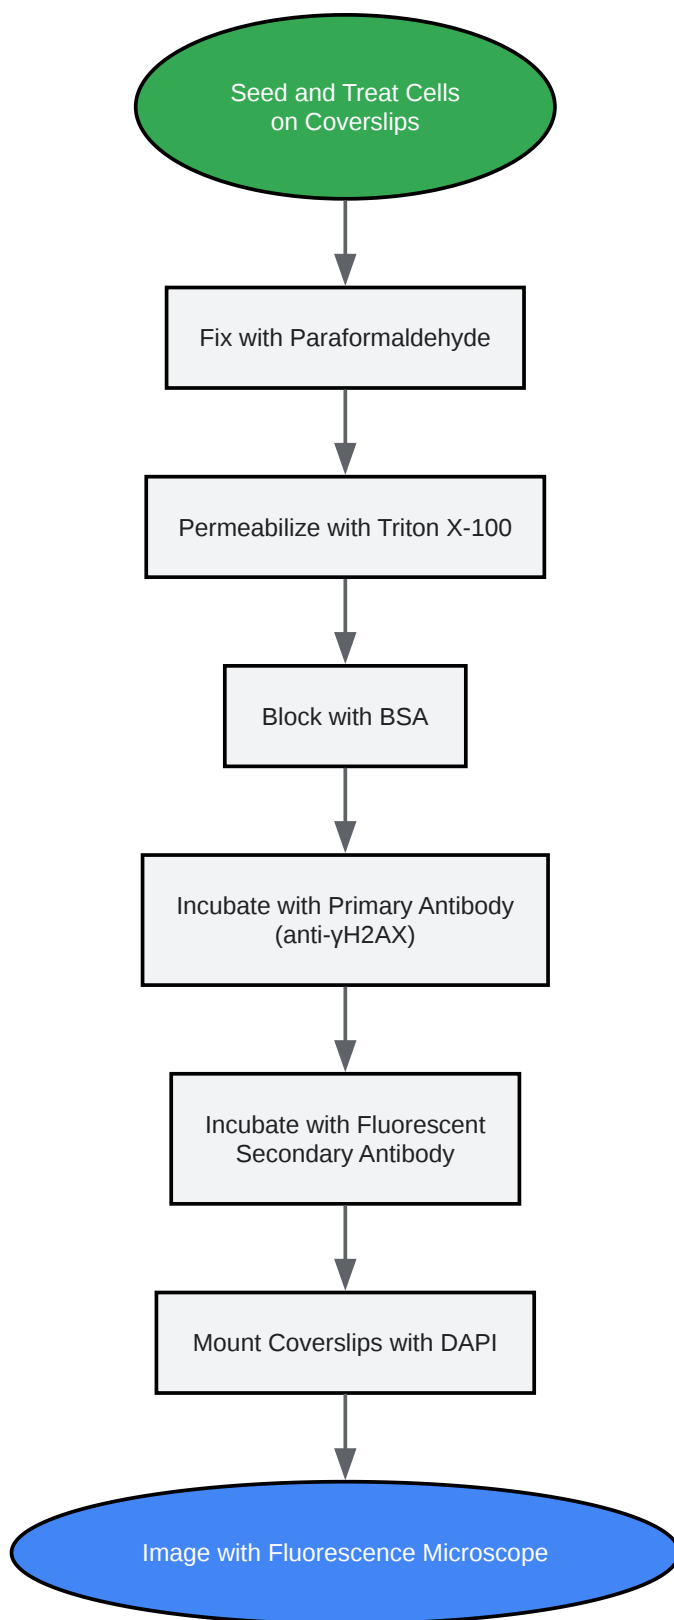 Seed and Treat Cells
on Coverslips
Fix with Paraformaldehyde
Permeabilize with Triton X-100
Block with BSA
Incubate with Primary Antibody
(anti-γH2AX)
Incubate with Fluorescent
Secondary Antibody
Mount Coverslips with DAPI
Image with Fluorescence Microscope